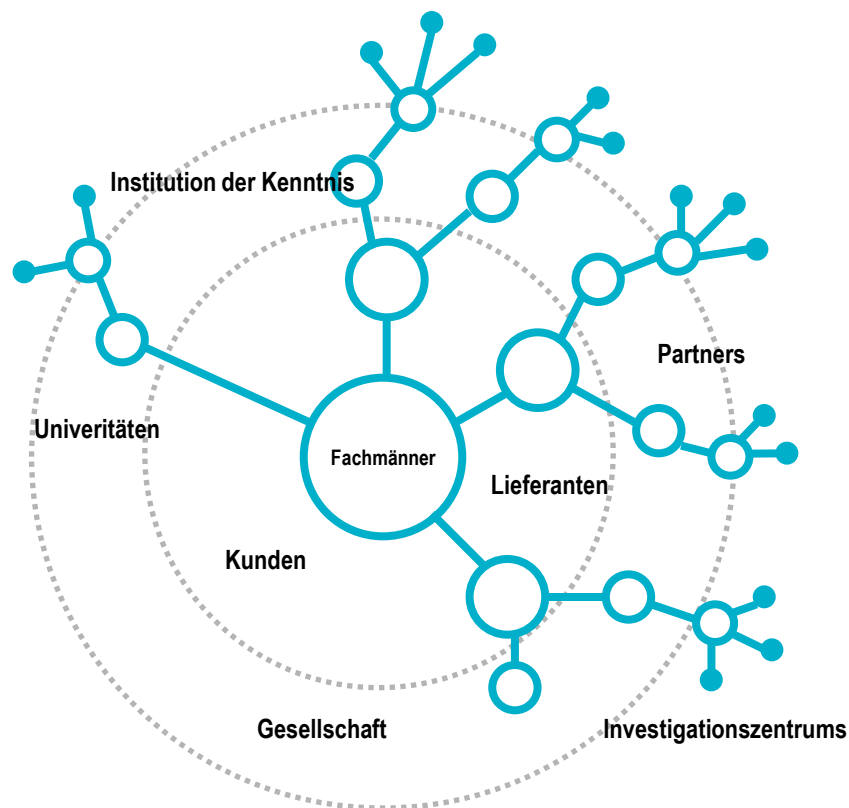 Institution der Kenntnis
Partners
Univeritäten
Fachmänner
Lieferanten
Kunden
Gesellschaft
Investigationszentrums